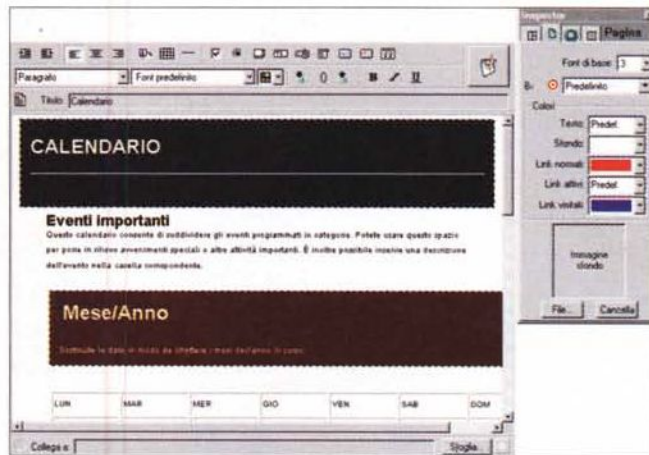 Inspector
Pagina
Paragrafo
Font predefinito
Font di base: 3
Predefinito
Titolo: Calendario
Colori
Testo: Predef.
Sfondo:
Link normali:
Link attivi: Predef.
Link visitati:
Immagine
sfondo
File...
Cancella
CALENDARIO
Eventi importanti
Questo calendario consente di suddividere gli eventi programmati in categorie. Potete usare questo spazio
per porre in rilievo avvenimenti speciali o altre attività importanti. È inoltre possibile inserire una descrizione
dell'evento nella casella corrispondente.
Mese/Anno
Sostituite le date in modo da riflettere i mesi dell'anno in corso
LUN MAR MER GIO VEN SAB DOM
Collega a:
Sfoglia...